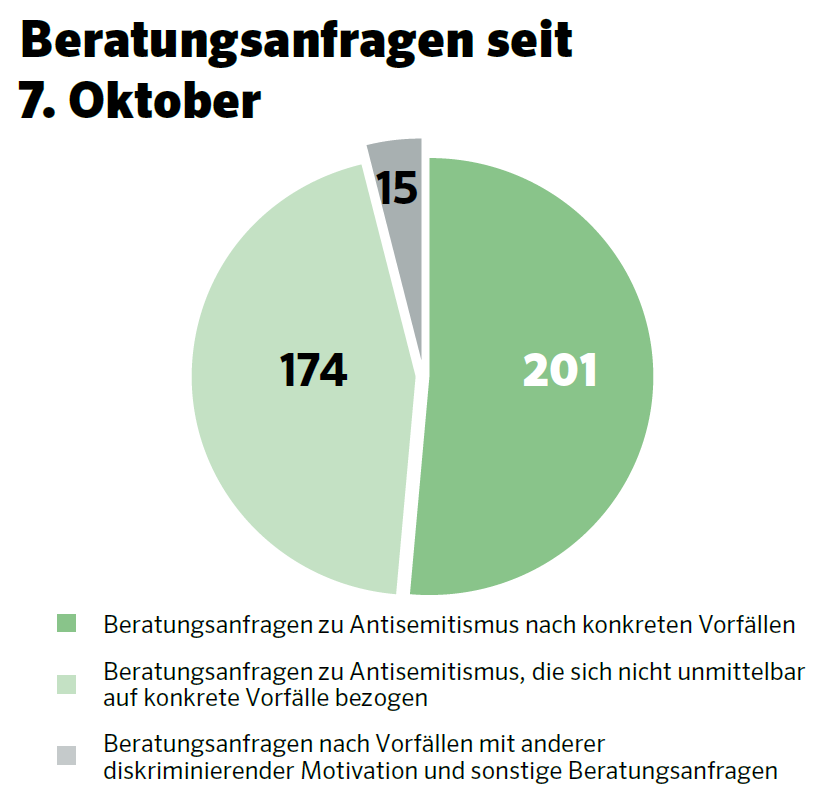 Beratungsanfragen seit
7. Oktober
15
174
201
Beratungsanfragen zu Antisemitismus nach konkreten Vorfällen
Beratungsanfragen zu Antisemitismus, die sich nicht unmittelbar
auf konkrete Vorfälle bezogen
Beratungsanfragen nach Vorfällen mit anderer
diskriminierender Motivation und sonstige Beratungsanfragen